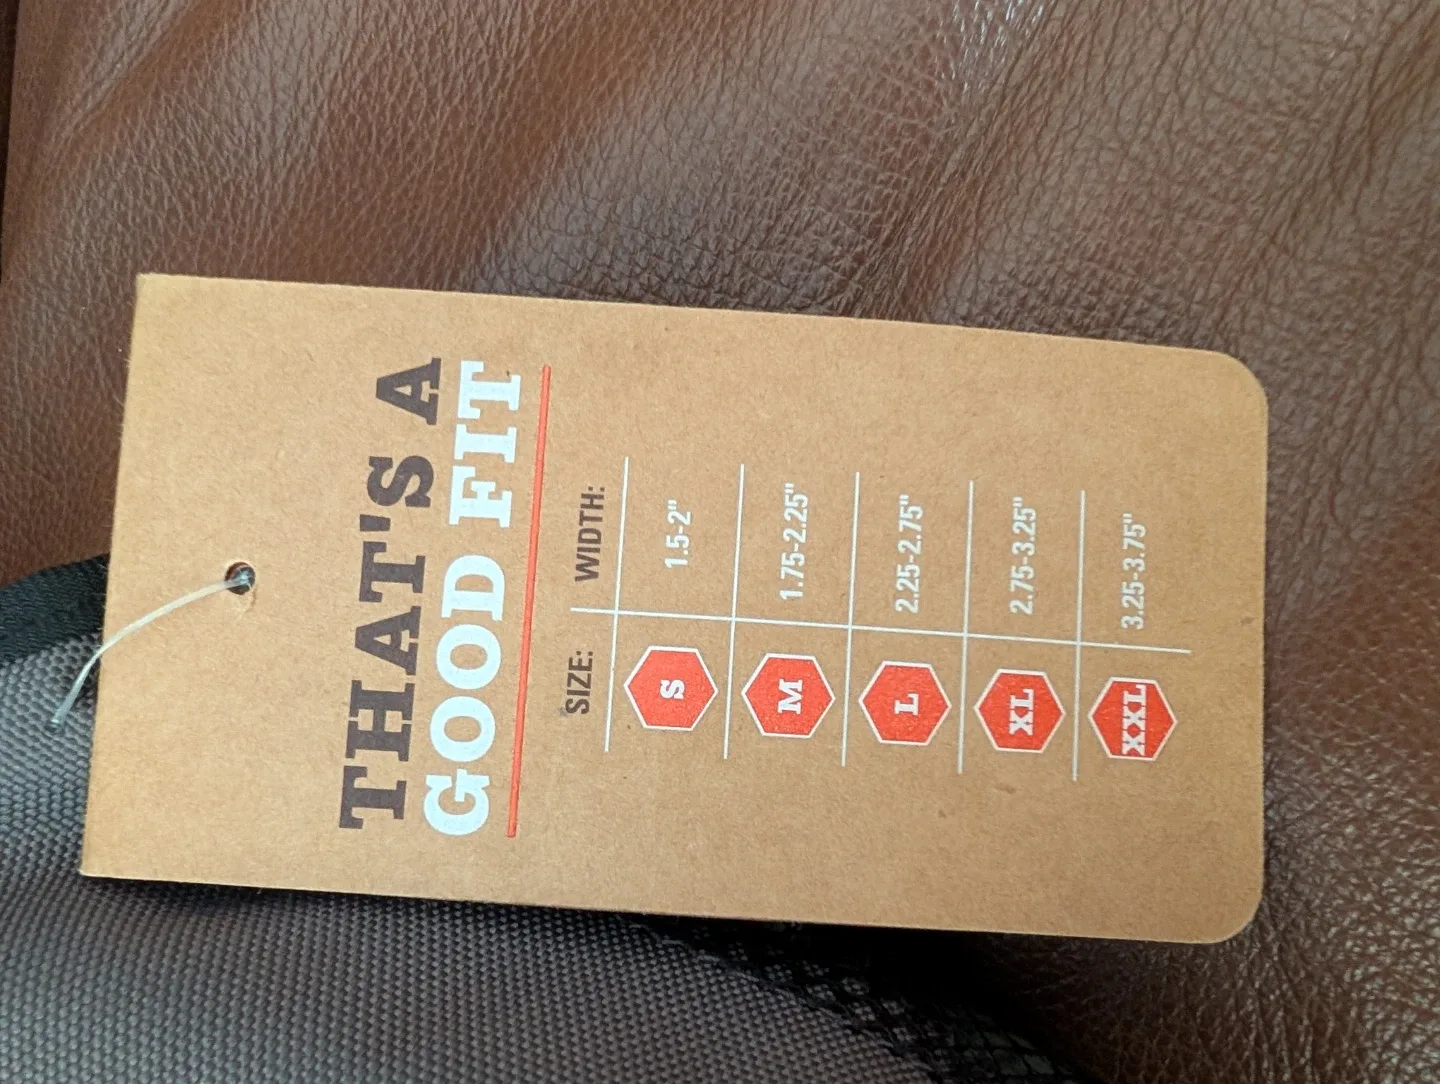 THAT'S A
GOOD FIT
SIZE: WIDTH:
S 1.5-2"
M 1.75-2.25"
L 2.25-2.75"
XL 2.75-3.25"
XXL 3.25-3.75"